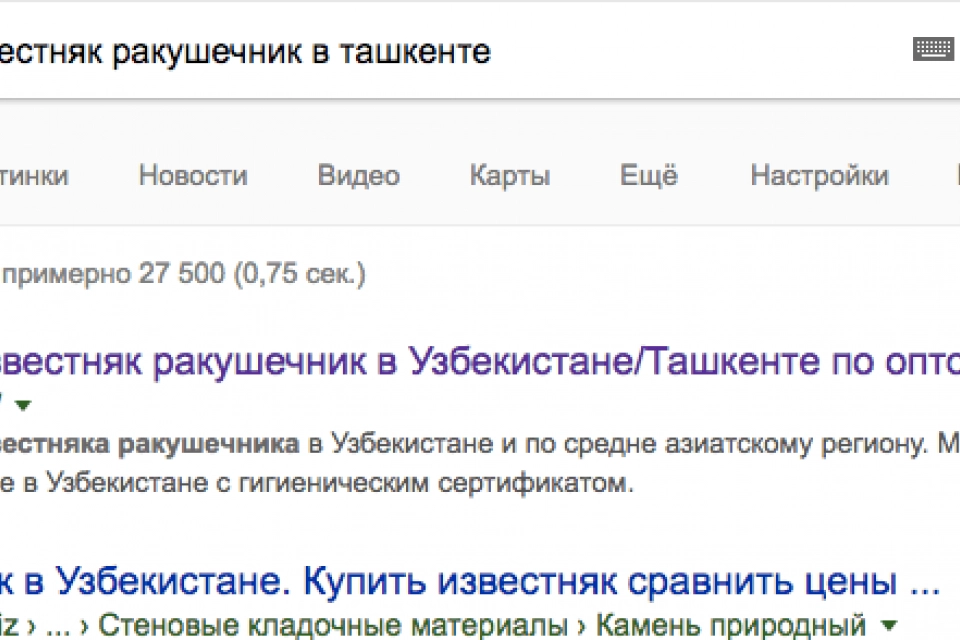 естняк ракушечник в ташкенте
тинки Новости Видео Карты Ещё Настройки
примерно 27 500 (0,75 сек.)
звестняк ракушечник в Узбекистане/Ташкенте по опто
вестняка ракушечника в Узбекистане и по средне азиатскому региону. М
е в Узбекистане с гигиеническим сертификатом.
к в Узбекистане. Купить известняк сравнить цены ...
iz › ... › Стеновые кладочные материалы › Камень природный